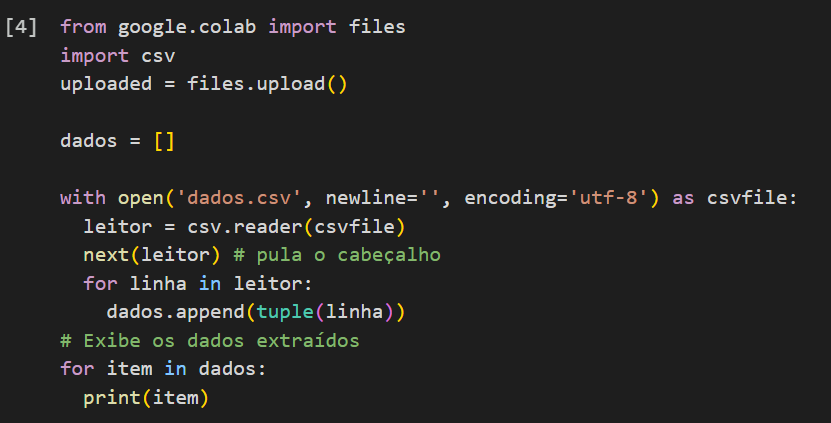 [4] from google.colab import files
import csv
uploaded = files.upload()
dados = []
with open('dados.csv', newline='', encoding='utf-8') as csvfile:
  leitor = csv.reader(csvfile)
  next(leitor) # pula o cabeçalho
  for linha in leitor:
    dados.append(tuple(linha))
# Exibe os dados extraídos
for item in dados:
  print(item)